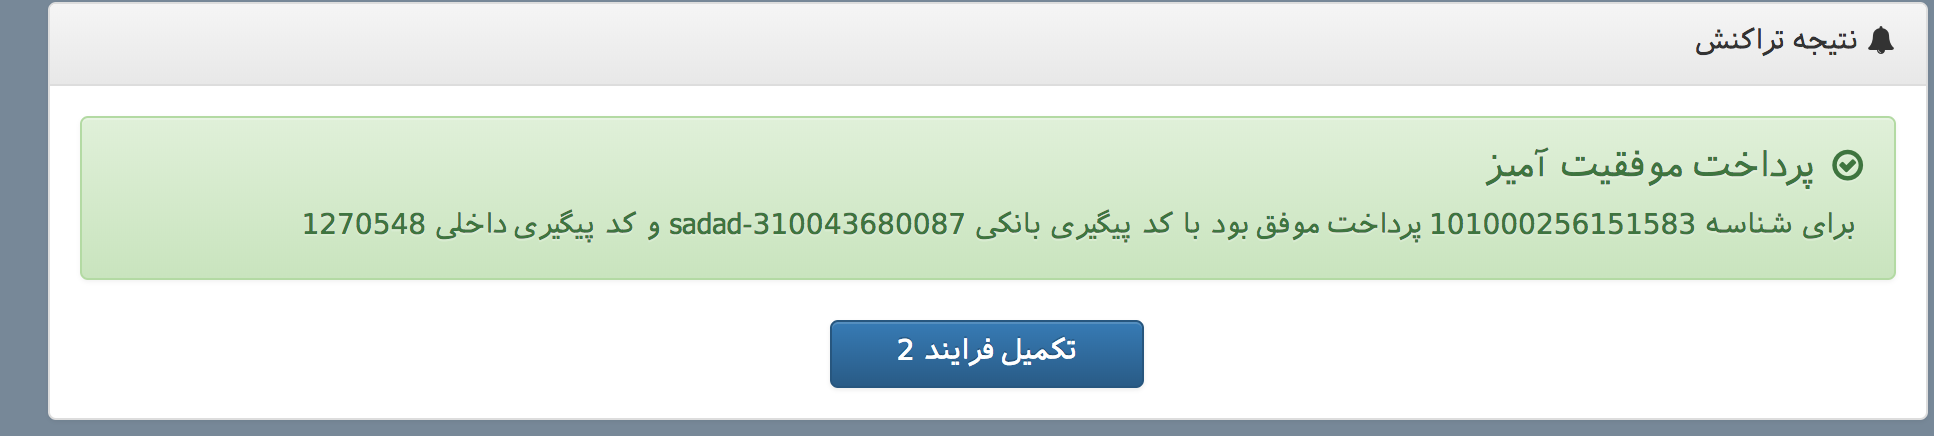 نتیجه تراکنش
پرداخت موفقیت آمیز
برای شناسه 101000256151583 پرداخت موفق بود با کد پیگیری بانکی sadad-310043680087 و کد پیگیری داخلی 1270548
تکمیل فرایند 2